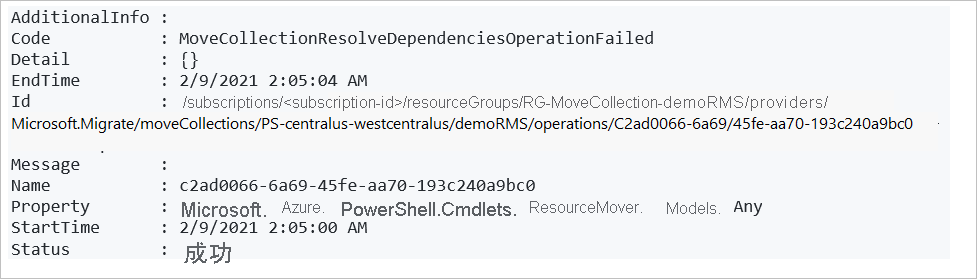 AdditionalInfo :
Code : MoveCollectionResolveDependenciesOperationFailed
Detail : {}
EndTime : 2/9/2021 2:05:04 AM
Id : /subscriptions/<subscription-id>/resourceGroups/RG-MoveCollection-demoRMS/providers/
Microsoft.Migrate/moveCollections/PS-centralus-westcentralus/demoRMS/operations/C2ad0066-6a69/45fe-aa70-193c240a9bc0
Message :
Name : c2ad0066-6a69-45fe-aa70-193c240a9bc0
Property : Microsoft. Azure. PowerShell.Cmdlets. ResourceMover. Models. Any
StartTime : 2/9/2021 2:05:00 AM
Status : 成功